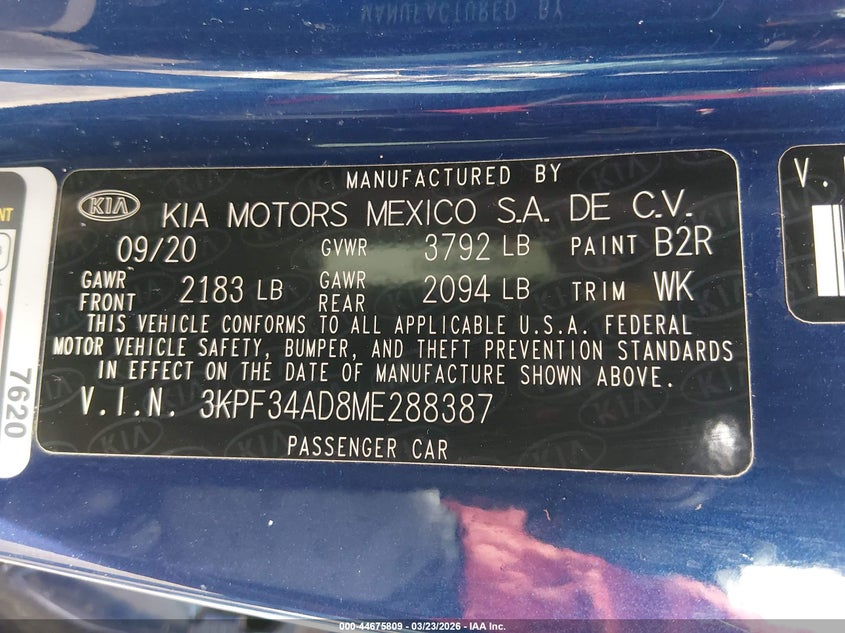 MANUFACTURED BY
MANUFACTURED BY
KIA KIA MOTORS MEXICO S.A. DE C.V.
09/20 GVWR 3792 LB PAINT B2R
GAWR FRONT 2183 LB GAWR REAR 2094 LB TRIM WK
THIS VEHICLE CONFORMS TO ALL APPLICABLE U.S.A. FEDERAL
MOTOR VEHICLE SAFETY, BUMPER, AND THEFT PREVENTION STANDARDS
IN EFFECT ON THE DATE OF MANUFACTURE SHOWN ABOVE.
V.I.N. 3KPF34AD8ME288387
PASSENGER CAR
7620
NT
V.
000-44675809 - 03/23/2026 - IAA Inc.